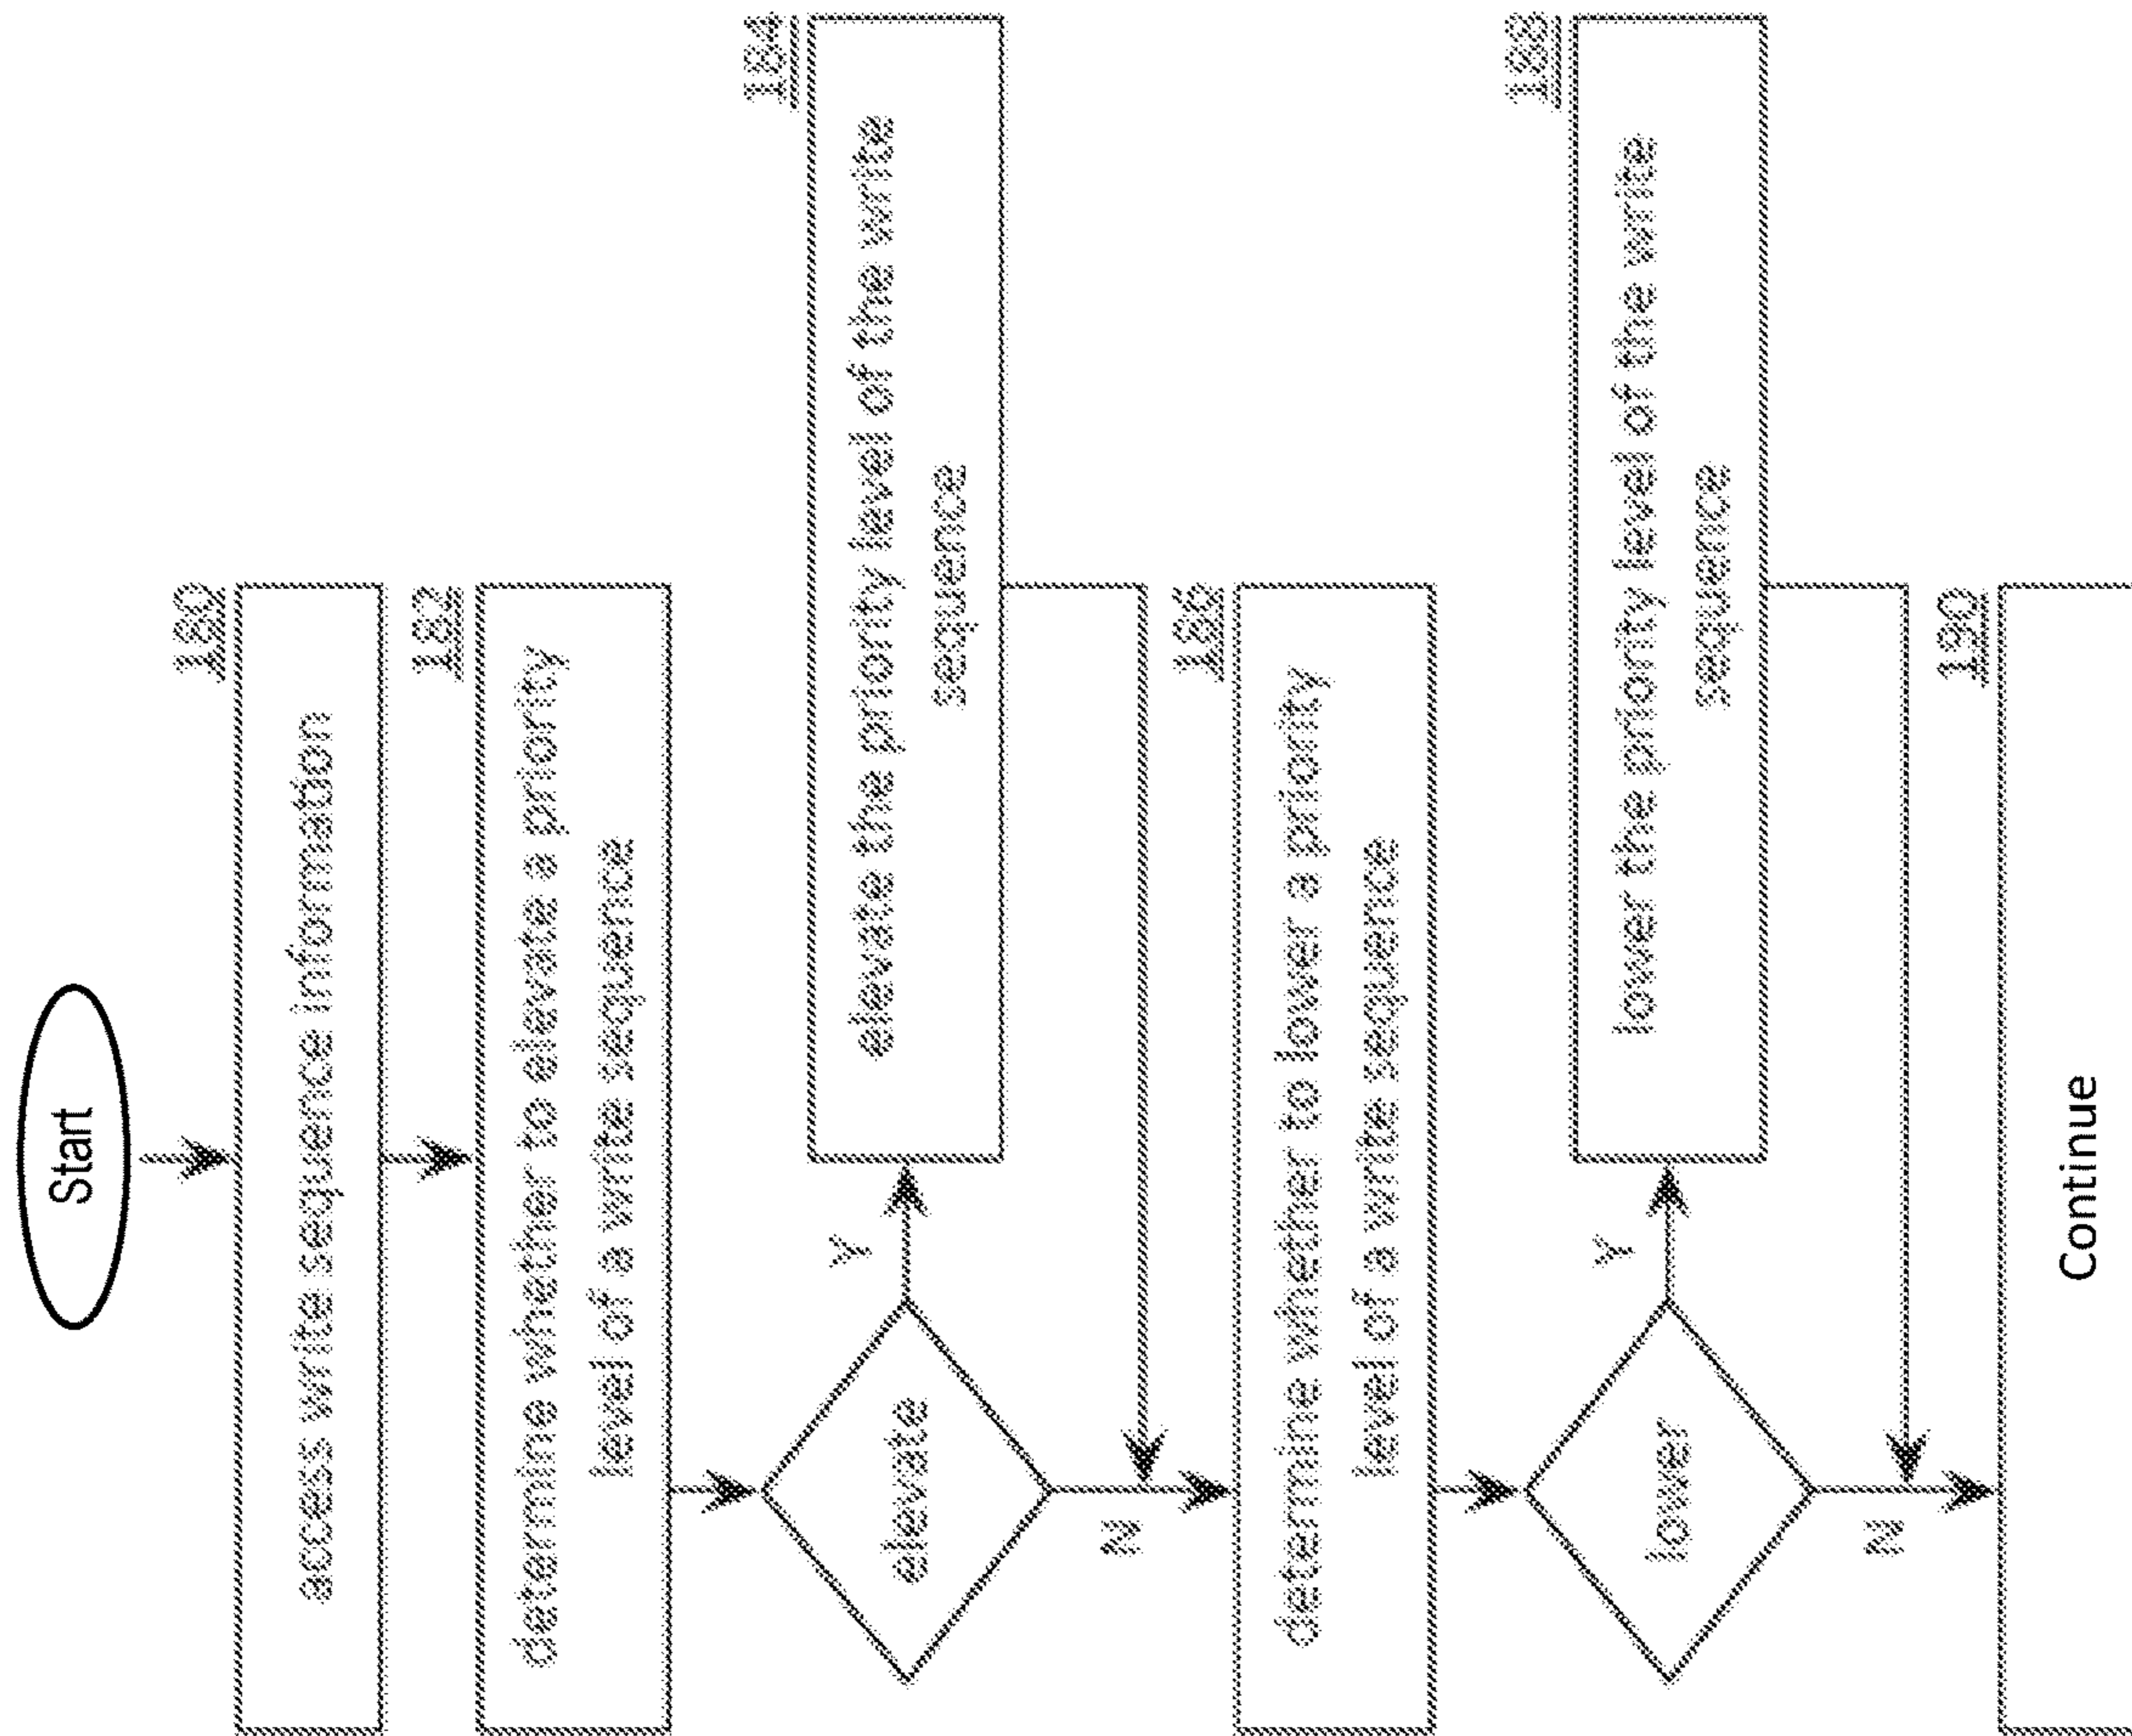 Start
180
access write sequence information
182
determine whether to elevate a priority
level of a write sequence
elevate
Y
N
184
elevate the priority level of the write
sequence
186
determine whether to lower a priority
level of a write sequence
lower
Y
N
188
lower the priority level of the write
sequence
190
Continue